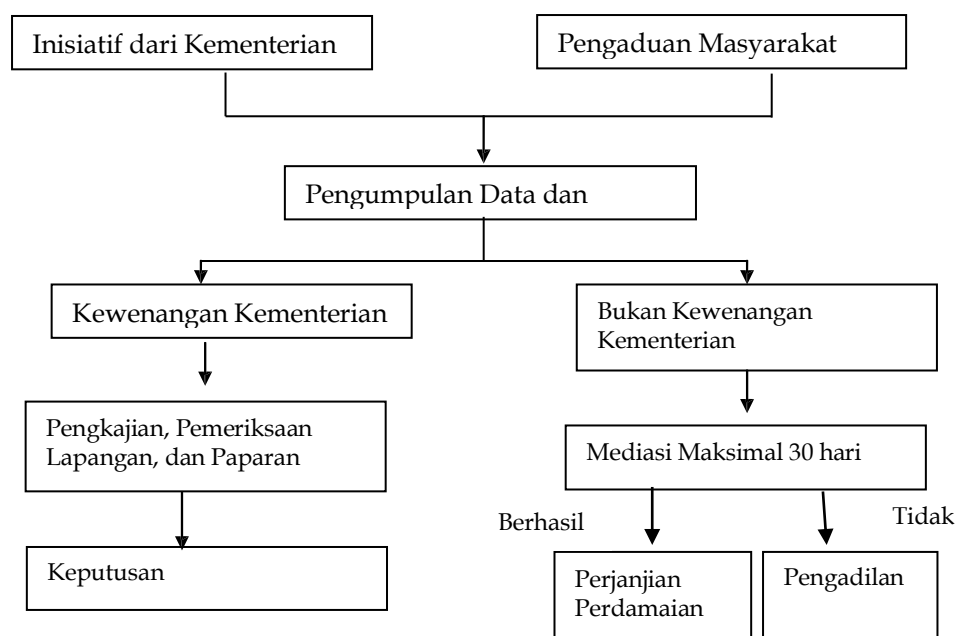 Inisiatif dari Kementerian
Pengaduan Masyarakat
Pengumpulan Data dan
Kewenangan Kementerian
Bukan Kewenangan
Kementerian
Pengkajian, Pemeriksaan
Lapangan, dan Paparan
Mediasi Maksimal 30 hari
Berhasil
Tidak
Keputusan
Perjanjian
Perdamaian
Pengadilan